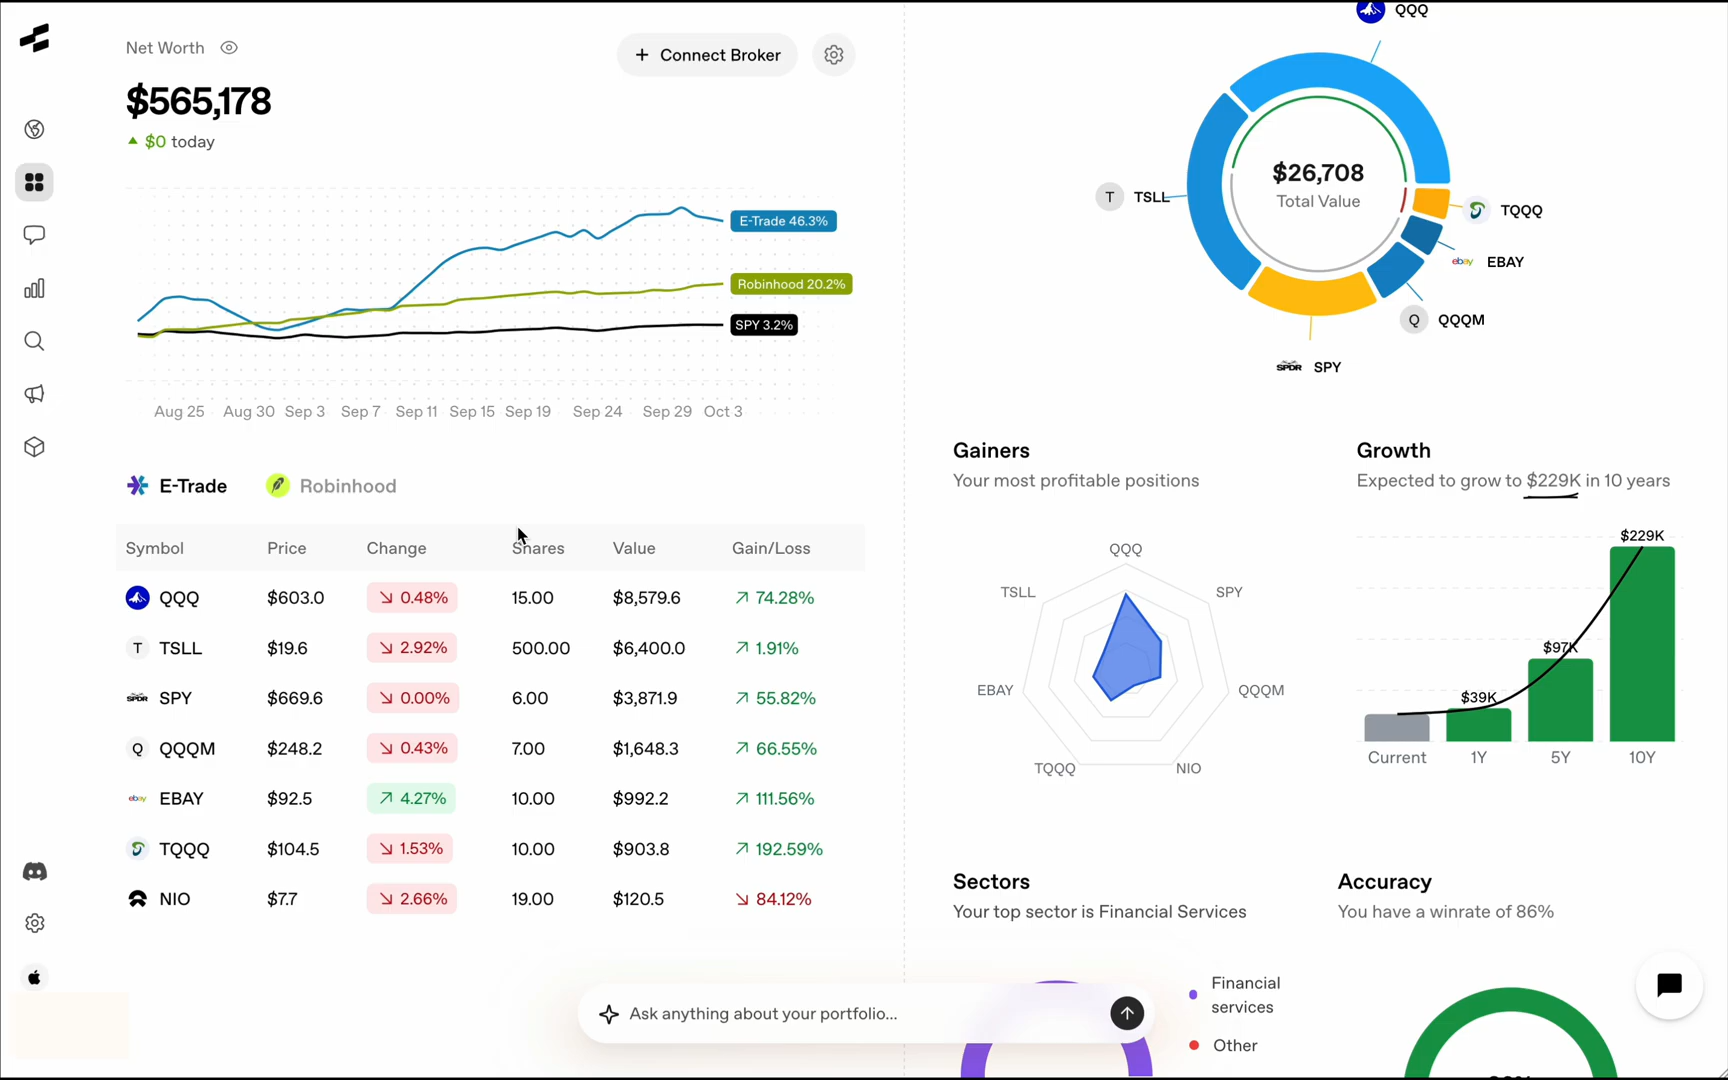 Net Worth
+ Connect Broker
$565,178
$0 today
E-Trade 46.3%
Robinhood 20.2%
SPY 3.2%
Aug 25 Aug 30 Sep 3 Sep 7 Sep 11 Sep 15 Sep 19 Sep 24 Sep 29 Oct 3
E-Trade Robinhood
Symbol Price Change Shares Value Gain/Loss
QQQ $603.0 0.48% 15.00 $8,579.6 74.28%
T TSLL $19.6 2.92% 500.00 $6,400.0 1.91%
SPDR SPY $669.6 0.00% 6.00 $3,871.9 55.82%
Q QQQM $248.2 0.43% 7.00 $1,648.3 66.55%
ebay EBAY $92.5 4.27% 10.00 $992.2 111.56%
TQQQ $104.5 1.53% 10.00 $903.8 192.59%
NIO $7.7 2.66% 19.00 $120.5 84.12%
Ask anything about your portfolio...
QQQ
T TSLL
$26,708
Total Value
TQQQ
ebay EBAY
Q QQQM
SPDR SPY
Gainers
Your most profitable positions
QQQ
TSLL
SPY
EBAY
QQQM
TQQQ
NIO
Growth
Expected to grow to $229K in 10 years
$229K
$97K
$39K
Current 1Y 5Y 10Y
Sectors
Your top sector is Financial Services
Financial
services
Other
Accuracy
You have a winrate of 86%